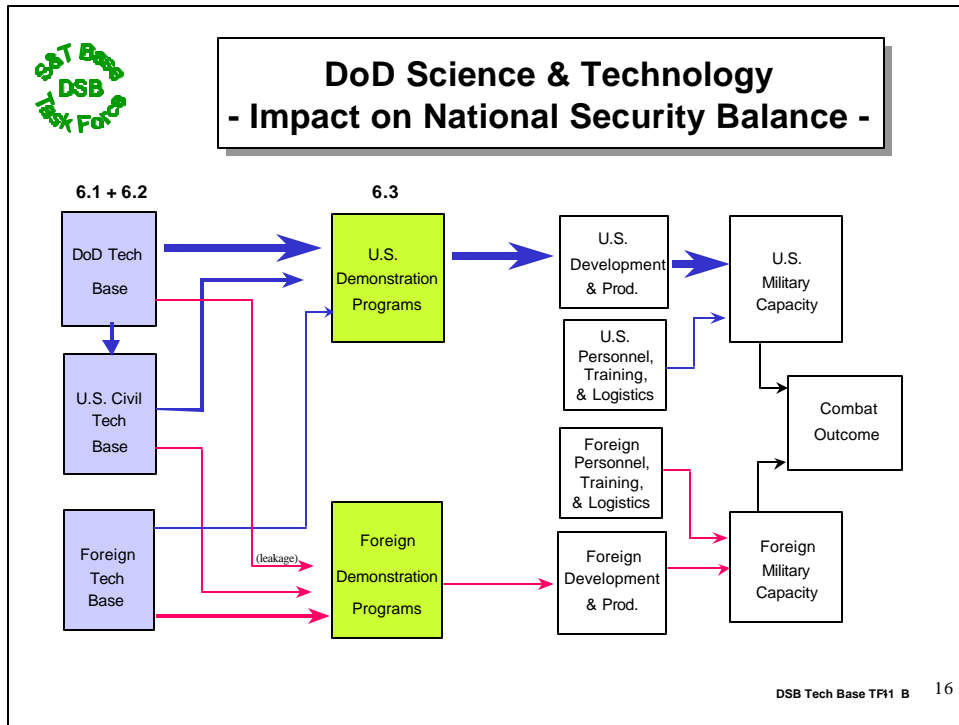 S&T Base
DSB
Task Force
DoD Science & Technology
- Impact on National Security Balance -
6.1 + 6.2
6.3
DoD Tech
Base
U.S.
Demonstration
Programs
U.S.
Development
& Prod.
U.S.
Military
Capacity
U.S. Civil
Tech
Base
U.S.
Personnel,
Training,
& Logistics
Combat
Outcome
Foreign
Personnel,
Training,
& Logistics
Foreign
Tech
Base
(leakage)
Foreign
Demonstration
Programs
Foreign
Development
& Prod.
Foreign
Military
Capacity
DSB Tech Base B
16